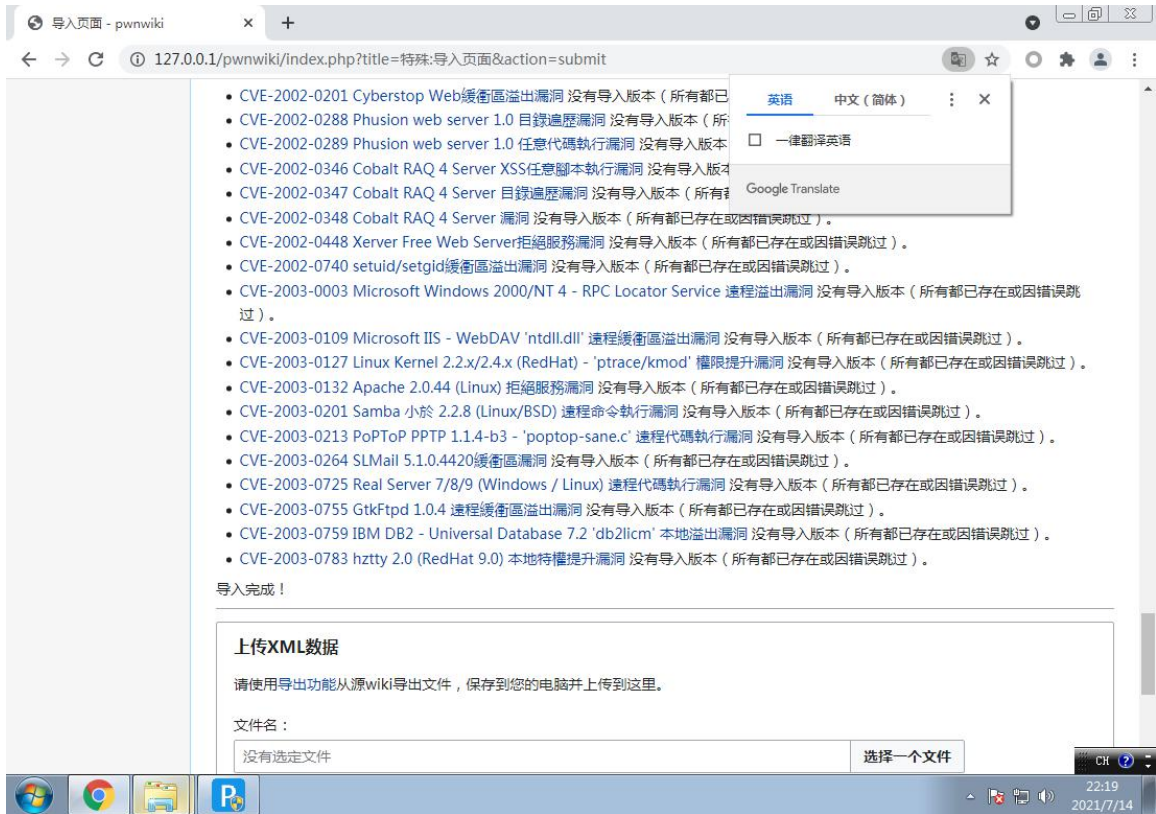 导入页面 - pwnwiki
127.0.0.1/pwnwiki/index.php?title=特殊:导入页面&action=submit
英语 中文(简体)
一律翻译英语
Google Translate
CVE-2002-0201 Cyberstop Web緩衝區溢出漏洞 没有导入版本(所有都已
CVE-2002-0288 Phusion web server 1.0 目錄遍歷漏洞 没有导入版本(所
CVE-2002-0289 Phusion web server 1.0 任意代碼執行漏洞 没有导入版本
CVE-2002-0346 Cobalt RAQ 4 Server XSS任意腳本執行漏洞 没有导入版本
CVE-2002-0347 Cobalt RAQ 4 Server 目錄遍歷漏洞 没有导入版本(所有
CVE-2002-0348 Cobalt RAQ 4 Server 漏洞 没有导入版本(所有都已存在或因错误跳过)。
CVE-2002-0448 Xerver Free Web Server拒絕服務漏洞 没有导入版本(所有都已存在或因错误跳过)。
CVE-2002-0740 setuid/setgid緩衝區溢出漏洞 没有导入版本(所有都已存在或因错误跳过)。
CVE-2003-0003 Microsoft Windows 2000/NT 4 - RPC Locator Service 遠程溢出漏洞 没有导入版本(所有都已存在或因错误跳
过)。
CVE-2003-0109 Microsoft IIS - WebDAV 'ntdll.dll' 遠程緩衝區溢出漏洞 没有导入版本(所有都已存在或因错误跳过)。
CVE-2003-0127 Linux Kernel 2.2.x/2.4.x (RedHat) - 'ptrace/kmod' 權限提升漏洞 没有导入版本(所有都已存在或因错误跳过)。
CVE-2003-0132 Apache 2.0.44 (Linux) 拒絕服務漏洞 没有导入版本(所有都已存在或因错误跳过)。
CVE-2003-0201 Samba 小於 2.2.8 (Linux/BSD) 遠程命令執行漏洞 没有导入版本(所有都已存在或因错误跳过)。
CVE-2003-0213 PoPToP PPTP 1.1.4-b3 - 'poptop-sane.c' 遠程代碼執行漏洞 没有导入版本(所有都已存在或因错误跳过)。
CVE-2003-0264 SLMail 5.1.0.4420緩衝區漏洞 没有导入版本(所有都已存在或因错误跳过)。
CVE-2003-0725 Real Server 7/8/9 (Windows / Linux) 遠程代碼執行漏洞 没有导入版本(所有都已存在或因错误跳过)。
CVE-2003-0755 GtkFtpd 1.0.4 遠程緩衝區溢出漏洞 没有导入版本(所有都已存在或因错误跳过)。
CVE-2003-0759 IBM DB2 - Universal Database 7.2 'db2licm' 本地溢出漏洞 没有导入版本(所有都已存在或因错误跳过)。
CVE-2003-0783 hztty 2.0 (RedHat 9.0) 本地特權提升漏洞 没有导入版本(所有都已存在或因错误跳过)。
导入完成!
上传XML数据
请使用导出功能从源wiki导出文件,保存到您的电脑并上传到这里。
文件名:
没有选定文件 选择一个文件
CH
22:19
2021/7/14